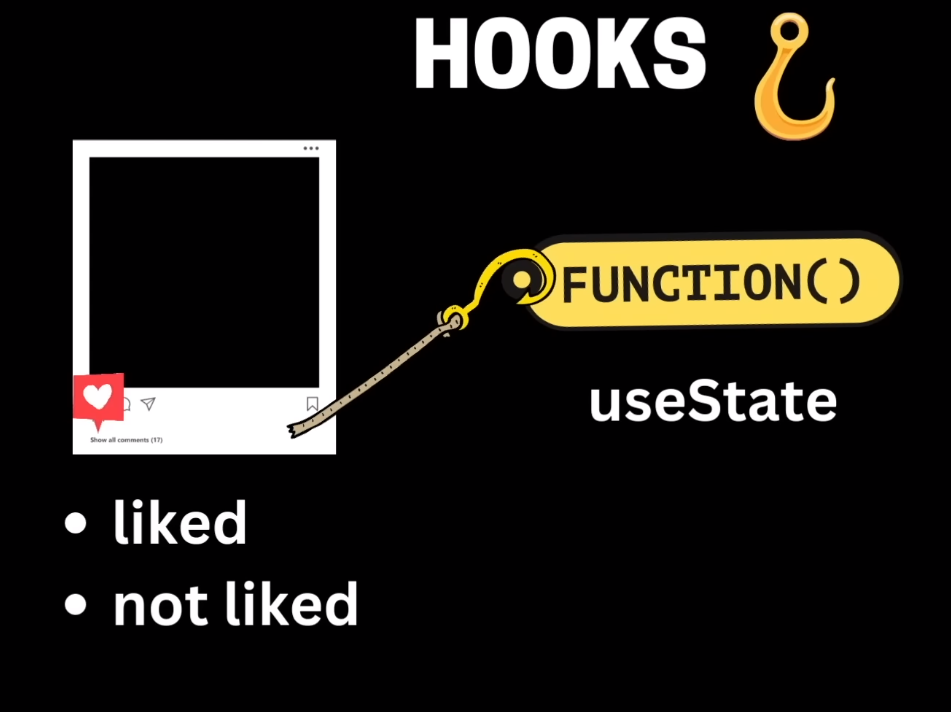 HOOKS
FUNCTION()
useState
Show all comments (17)
• liked
• not liked